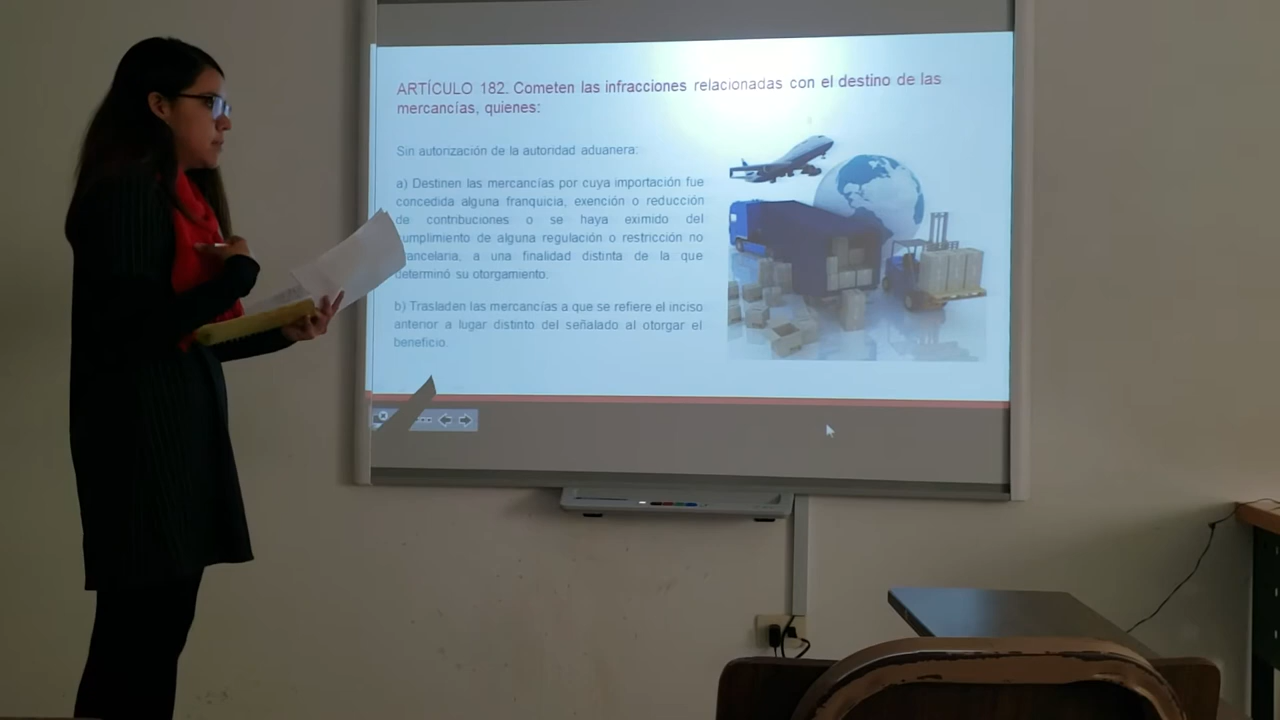 ARTÍCULO 182. Cometen las infracciones relacionadas con el destino de las
mercancías, quienes:
Sin autorización de la autoridad aduanera:
a) Destinen las mercancías por cuya importación fue
concedida alguna franquicia, exención o reducción
de contribuciones o se haya eximido del
umplimiento de alguna regulación o restricción no
rancelaria, a una finalidad distinta de la que
determinó su otorgamiento.
b) Trasladen las mercancías a que se refiere el inciso
anterior a lugar distinto del señalado al otorgar el
beneficio.